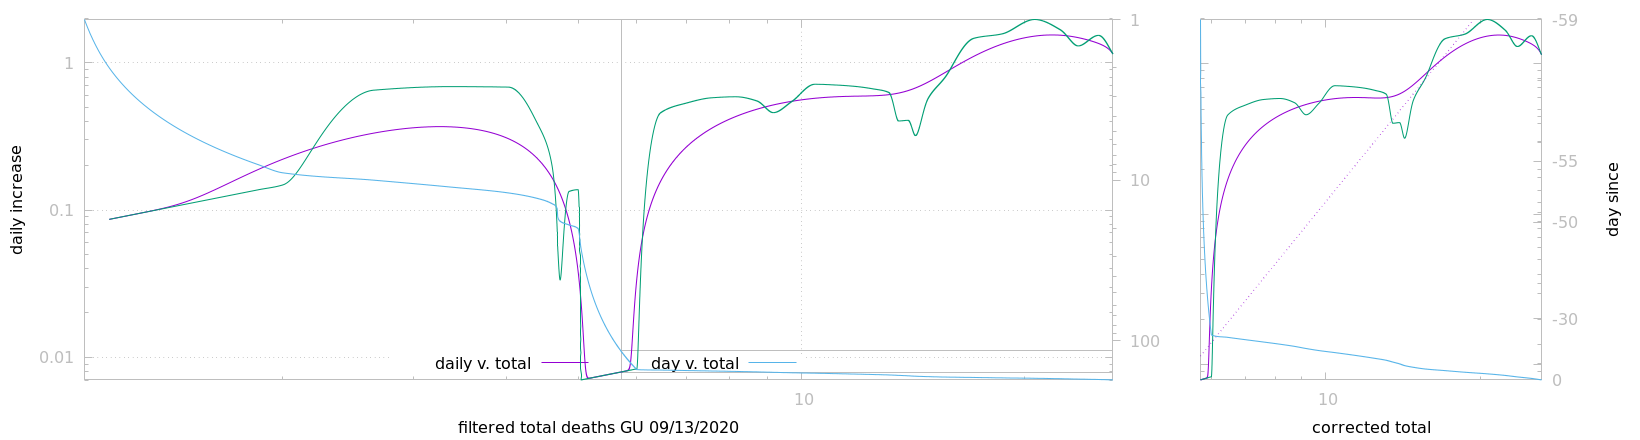 1
0.1
0.01
daily increase
daily v. total
day v. total
10
filtered total deaths GU 09/13/2020
1
10
100
10
corrected total
-59
-55
-50
-30
0
day since